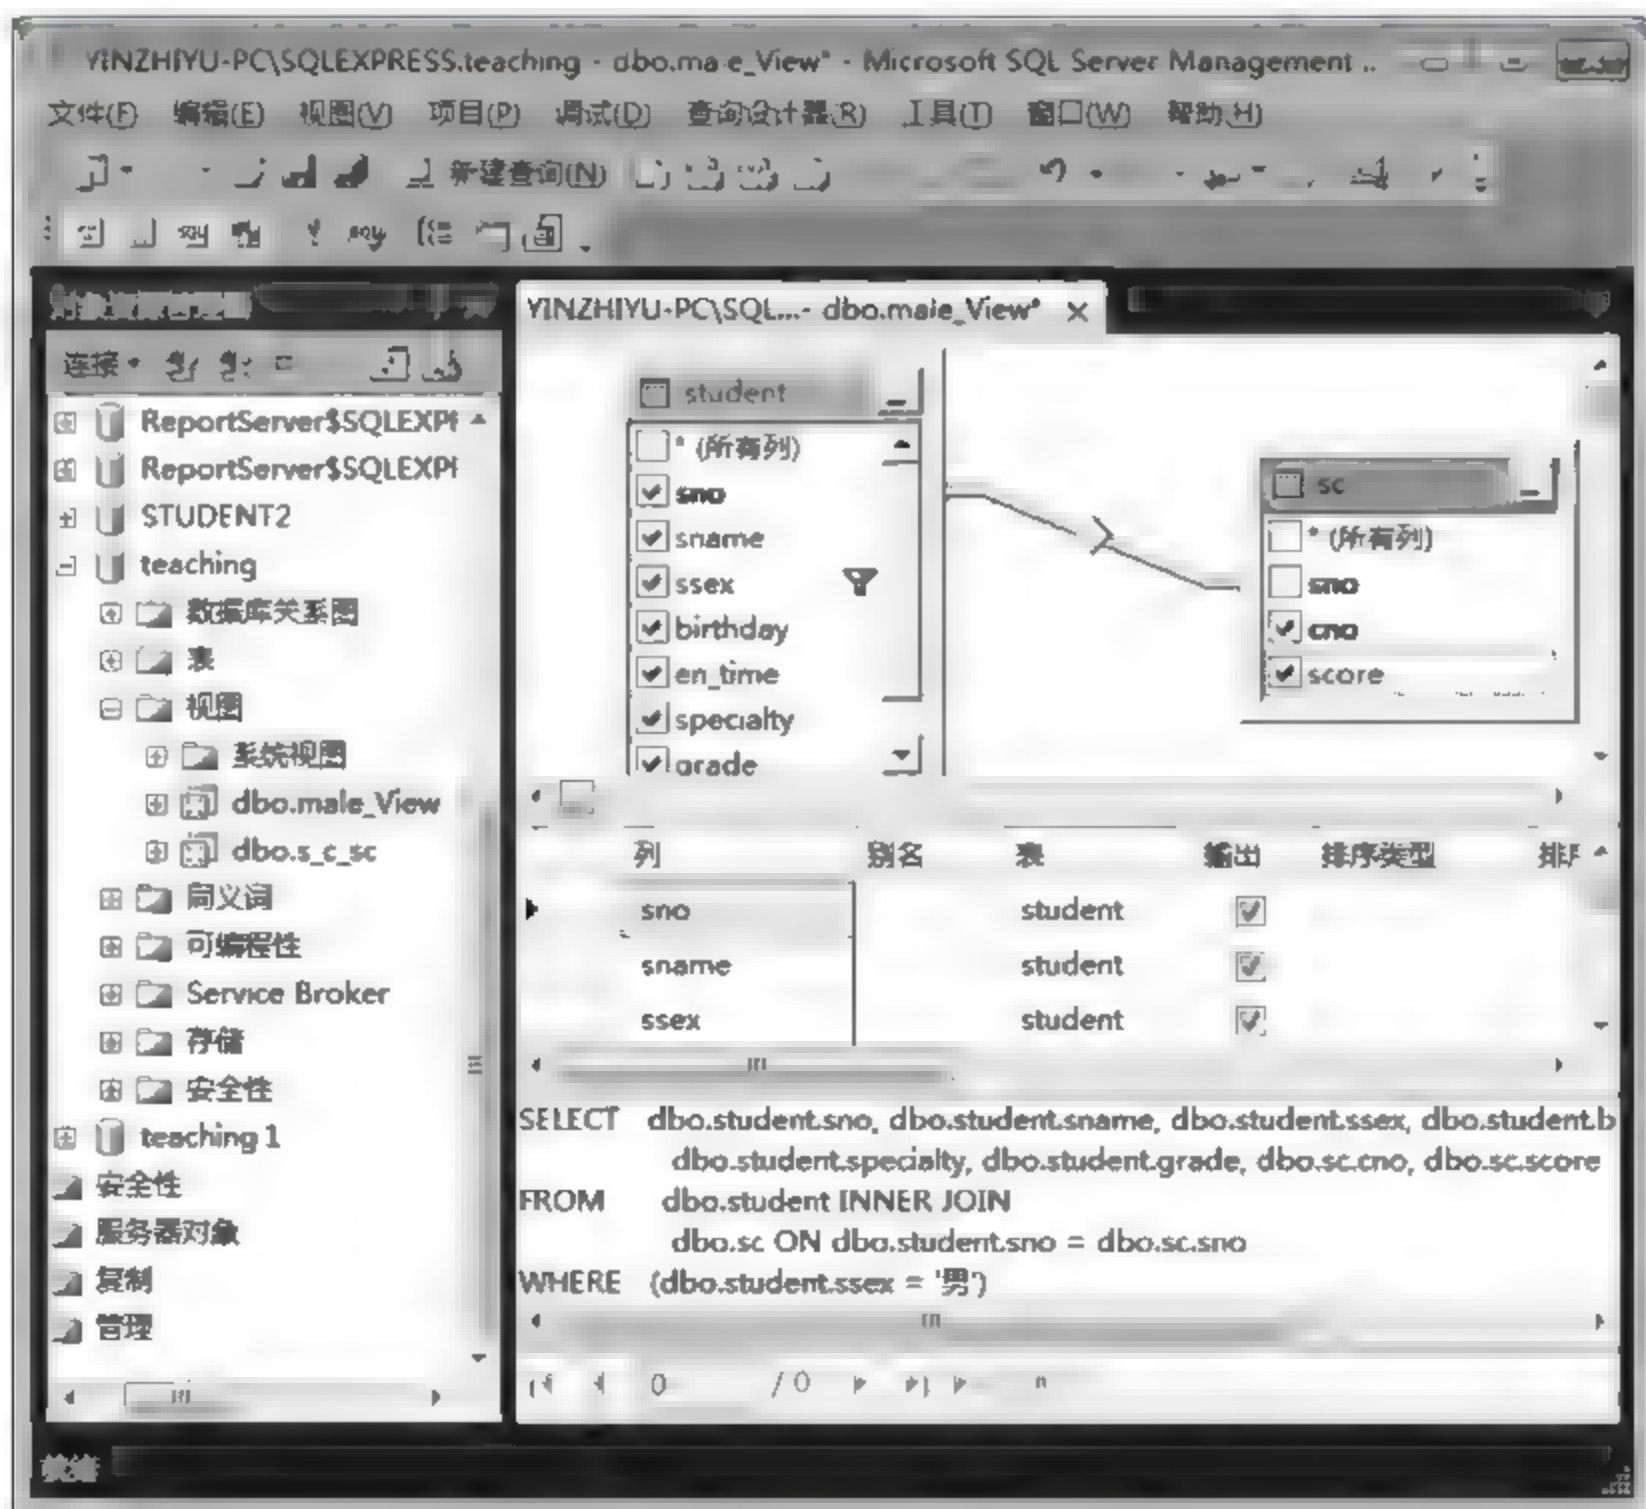 YINZHIYU-PC\SQLEXPRESS.teaching - dbo.ma e_View* - Microsoft SQL Server Management ..
文件(F) 编辑(E) 视图(V) 项目(P) 调试(D) 查询设计器(R) 工具(T) 窗口(W) 帮助(H)
新建查询(N)
YINZHIYU-PC\SQL...- dbo.male_View* ×
连接
ReportServer$SQLEXPI
ReportServer$SQLEXPI
STUDENT2
teaching
数据库关系图
表
视图
系统视图
dbo.male_View
dbo.s_c_sc
同义词
可编程性
Service Broker
存储
安全性
teaching 1
安全性
服务器对象
复制
管理
student
* (所有列)
sno
sname
ssex
birthday
en_time
specialty
grade
sc
* (所有列)
sno
cno
score
列 别名 表 输出 排序类型 排序
sno student
sname student
ssex student
SELECT dbo.student.sno, dbo.student.sname, dbo.student.ssex, dbo.student.b
dbo.student.specialty, dbo.student.grade, dbo.sc.cno, dbo.sc.score
FROM dbo.student INNER JOIN
dbo.sc ON dbo.student.sno = dbo.sc.sno
WHERE (dbo.student.ssex = '男')
0 / 0
就绪